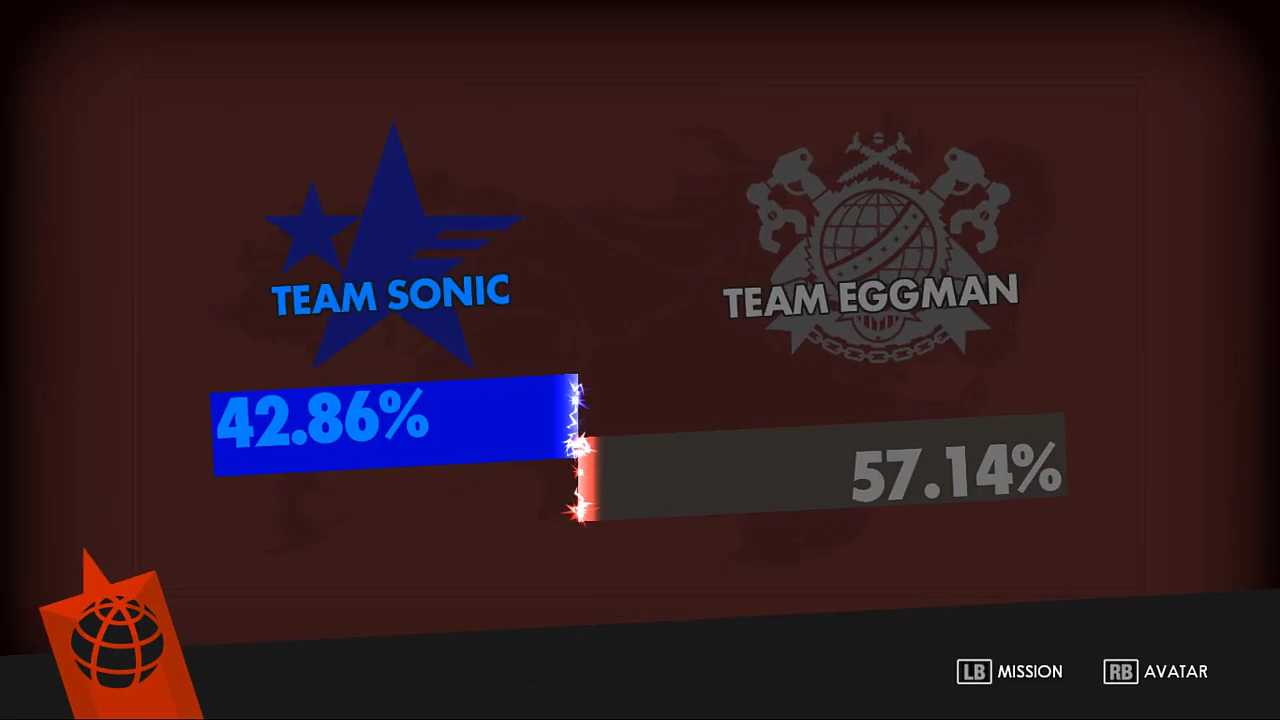 TEAM SONIC
TEAM EGGMAN
42.86%
57.14%
LB MISSION
RB AVATAR